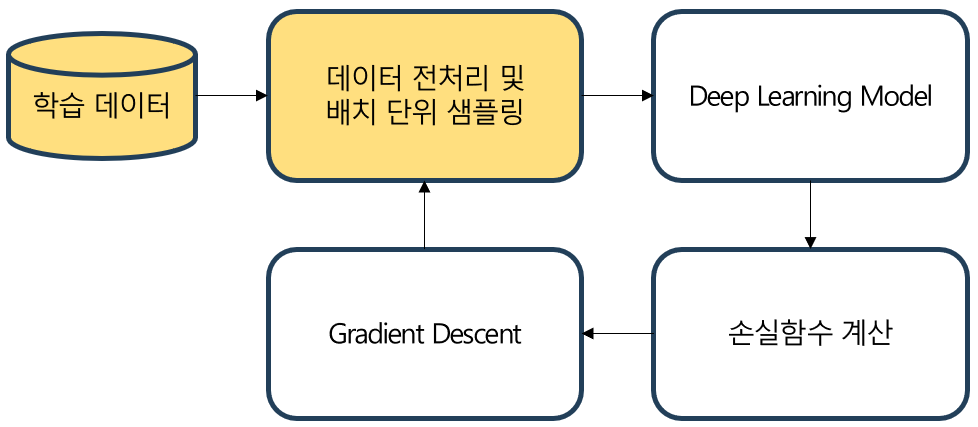 학습 데이터
데이터 전처리 및
배치 단위 샘플링
Deep Learning Model
Gradient Descent
손실함수 계산